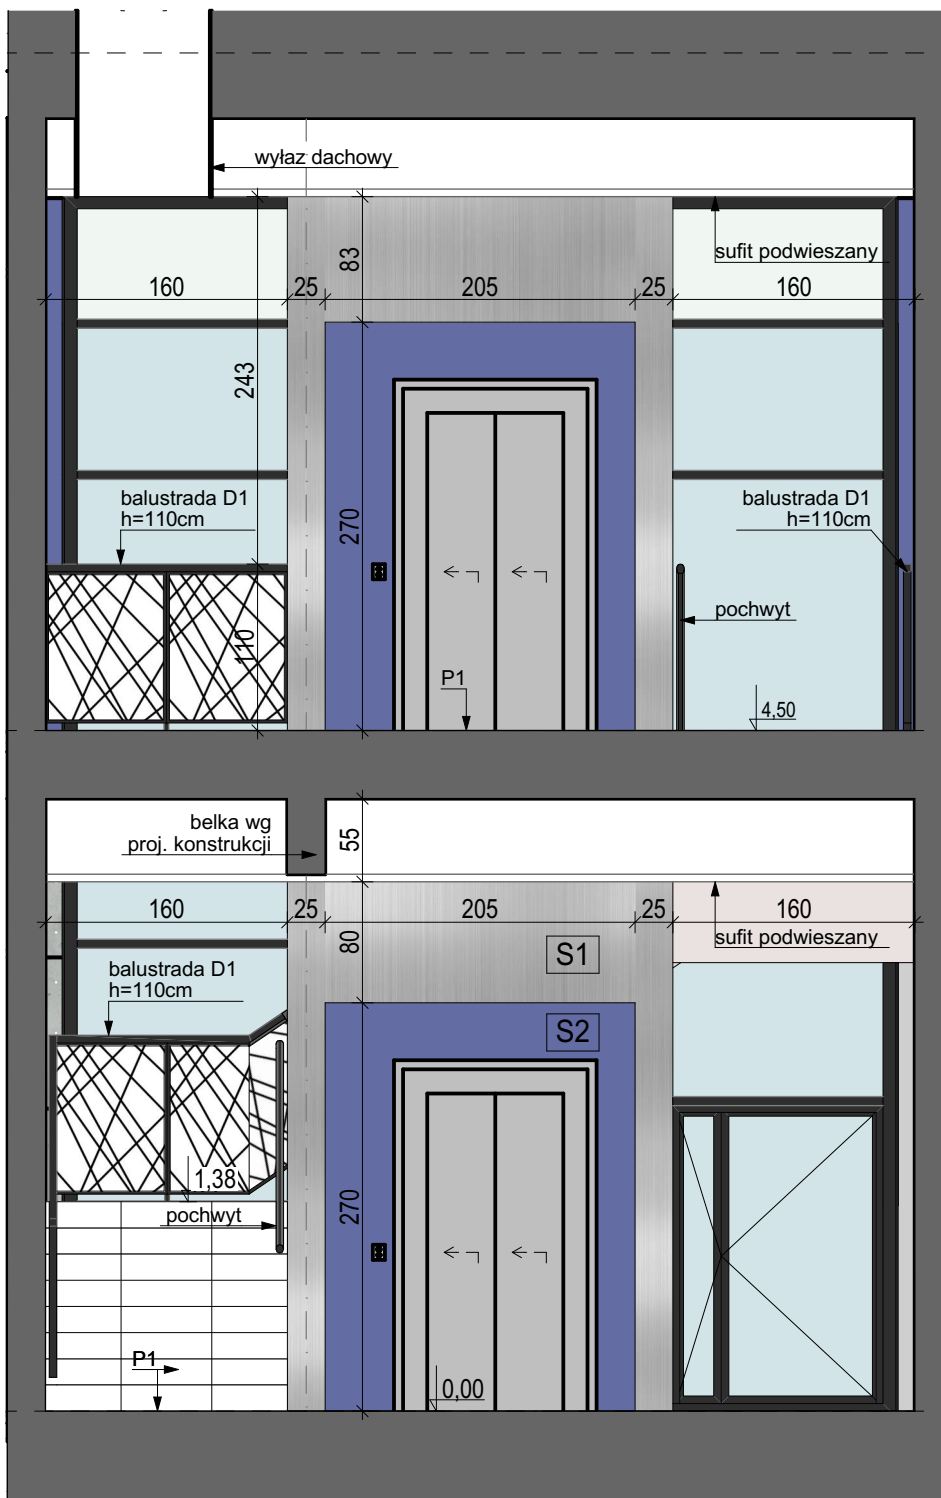 wyłaz dachowy
sufit podwieszany
83
160
25
205
25
160
243
balustrada D1
h=110cm
balustrada D1
h=110cm
270
pochwyt
110
P1
4,50
belka wg
proj. konstrukcji
55
160
25
205
25
160
sufit podwieszany
80
S1
balustrada D1
h=110cm
S2
1,38
pochwyt
270
P1
0,00